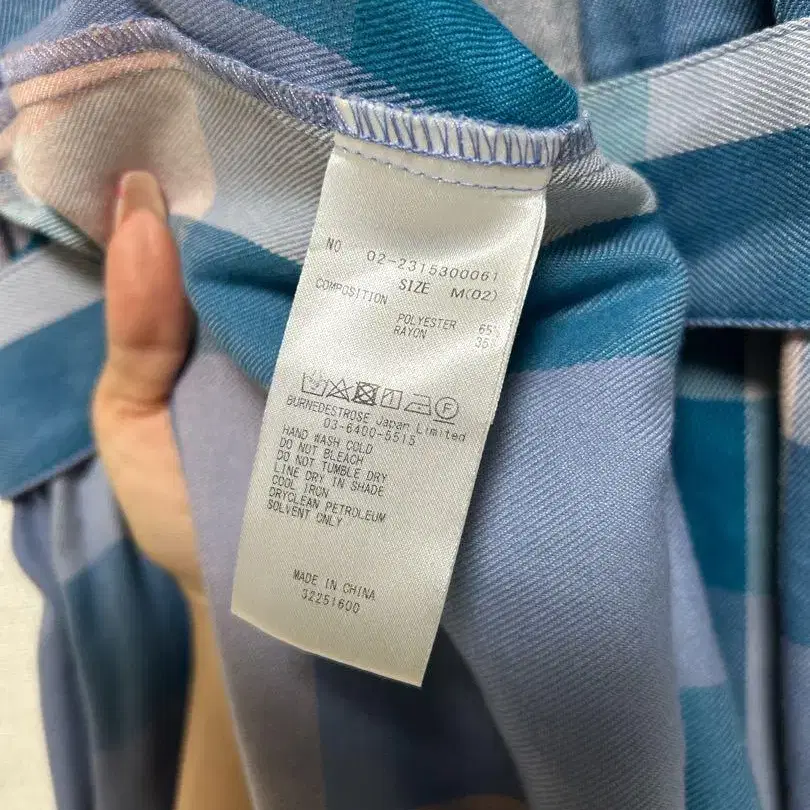 NO 02-2315300061
SIZE M(02)
COMPOSITION
POLYESTER 65%
RAYON 35%
BURNEDESTROSE Japan Limited
03-6400-5515
HAND WASH COLD
DO NOT BLEACH
DO NOT TUMBLE DRY
LINE DRY IN SHADE
COOL IRON
DRYCLEAN PETROLEUM
SOLVENT ONLY
MADE IN CHINA
32251600